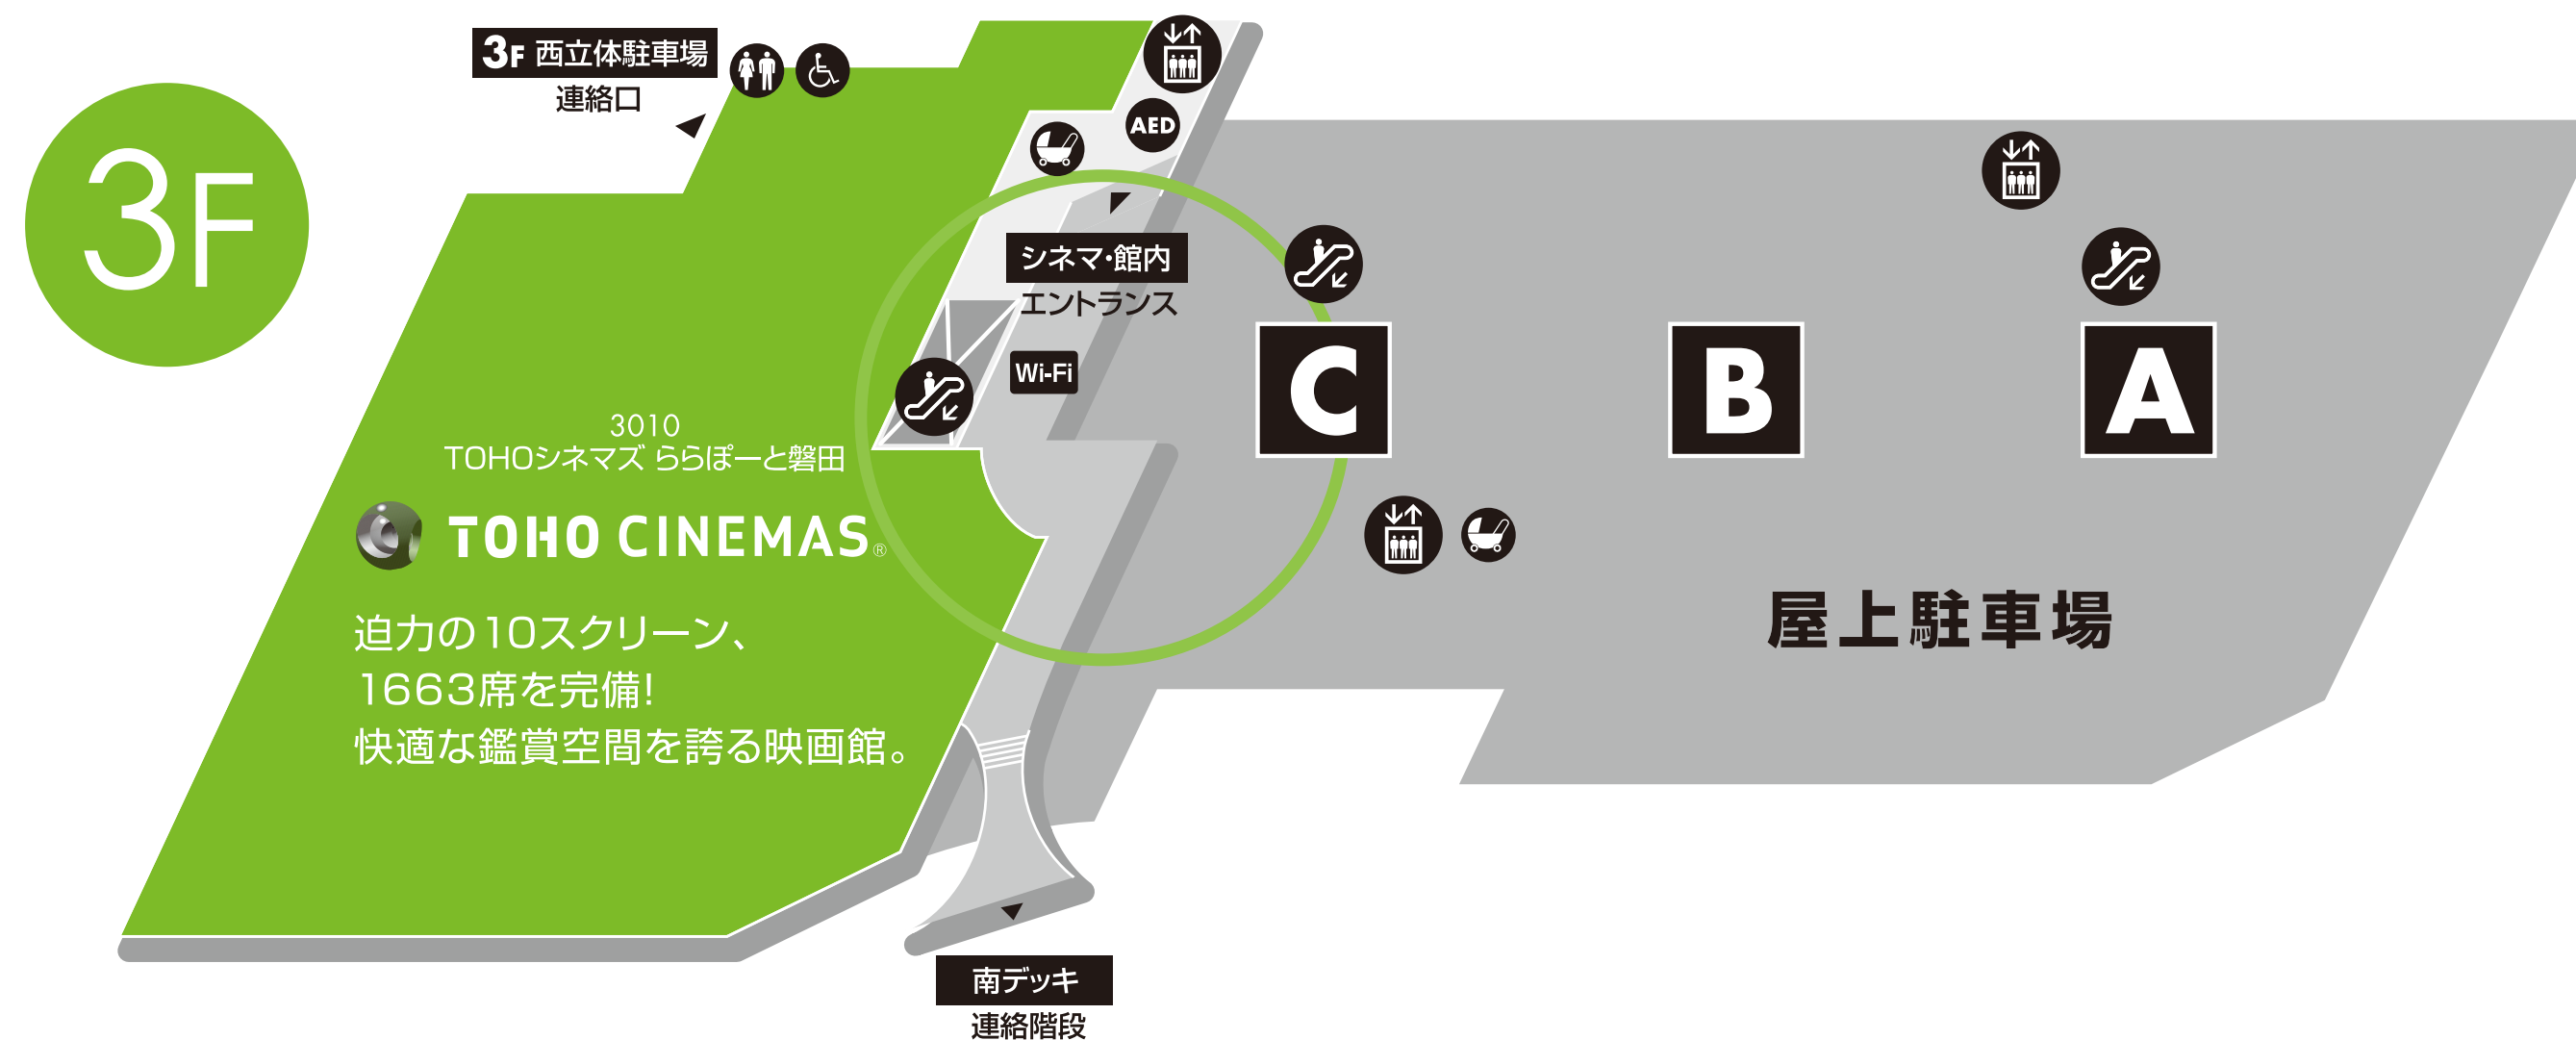 3F
3F 西立体駐車場
連絡口
AED
シネマ・館内
エントランス
Wi-Fi
C
B
A
3010
TOHOシネマズ ららぽーと磐田
TOHO CINEMAS®
迫力の10スクリーン、
1663席を完備!
快適な鑑賞空間を誇る映画館。
屋上駐車場
南デッキ
連絡階段